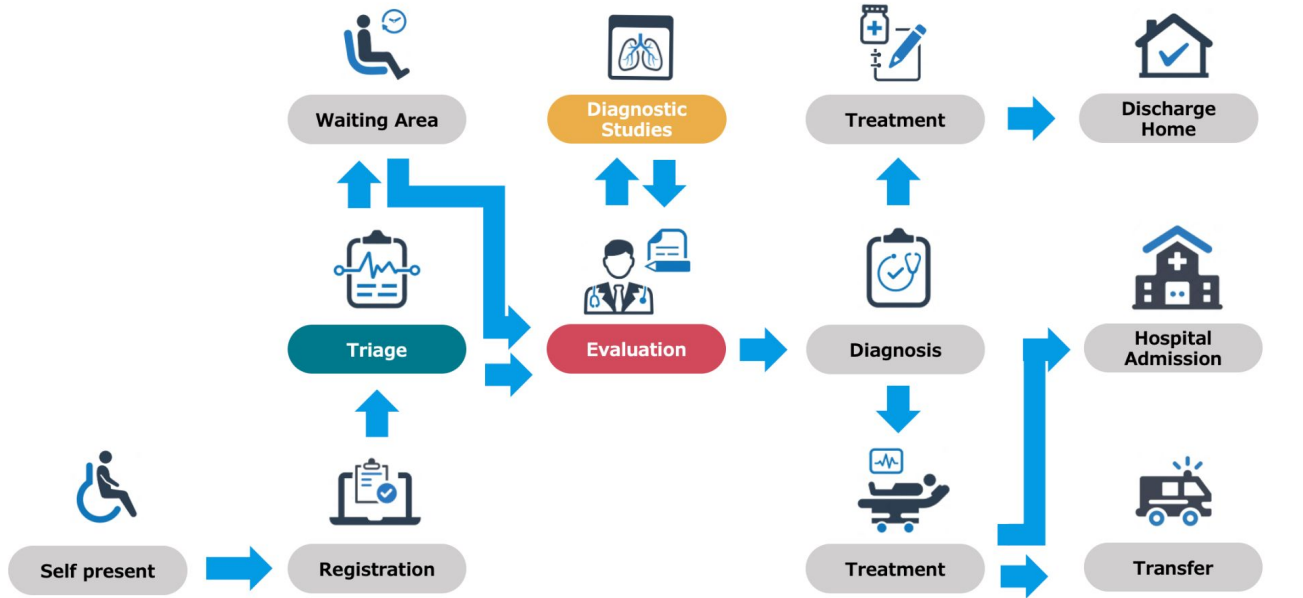 Waiting Area
Diagnostic
Studies
Treatment
Discharge
Home
Triage
Evaluation
Diagnosis
Hospital
Admission
Self present
Registration
Treatment
Transfer